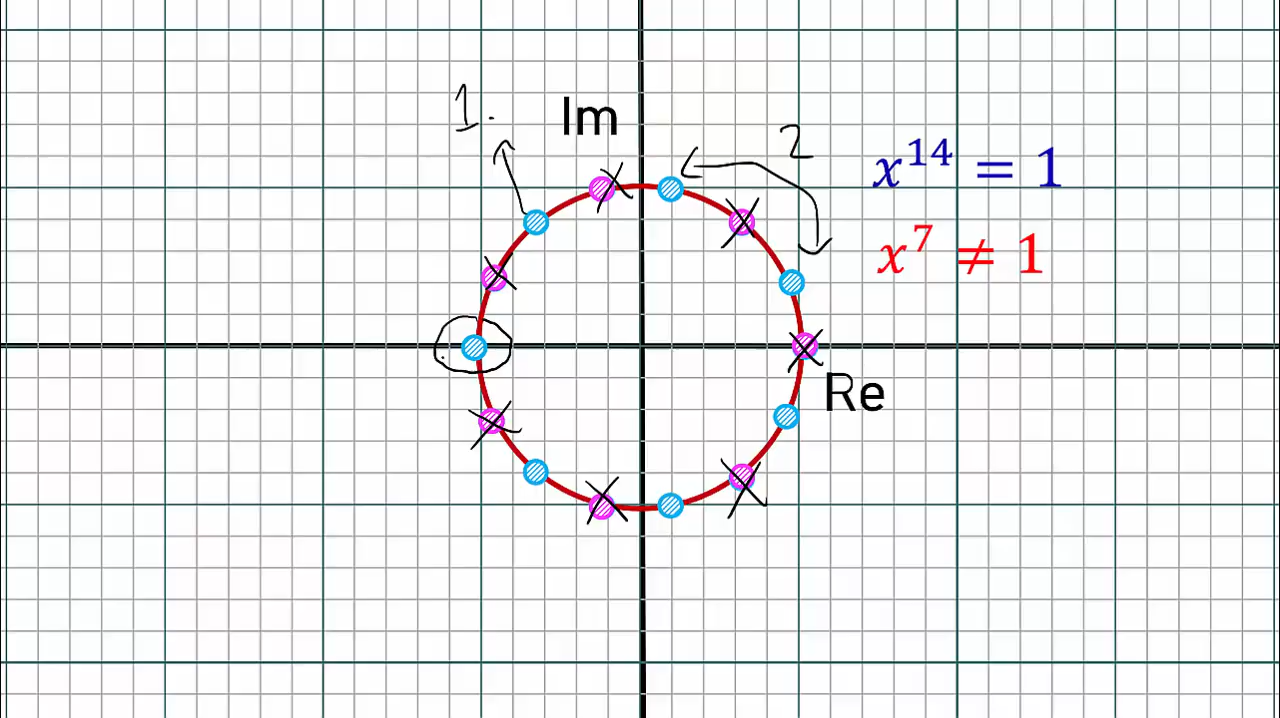 1.
Im
2
x¹⁴ = 1
x⁷ ≠ 1
Re